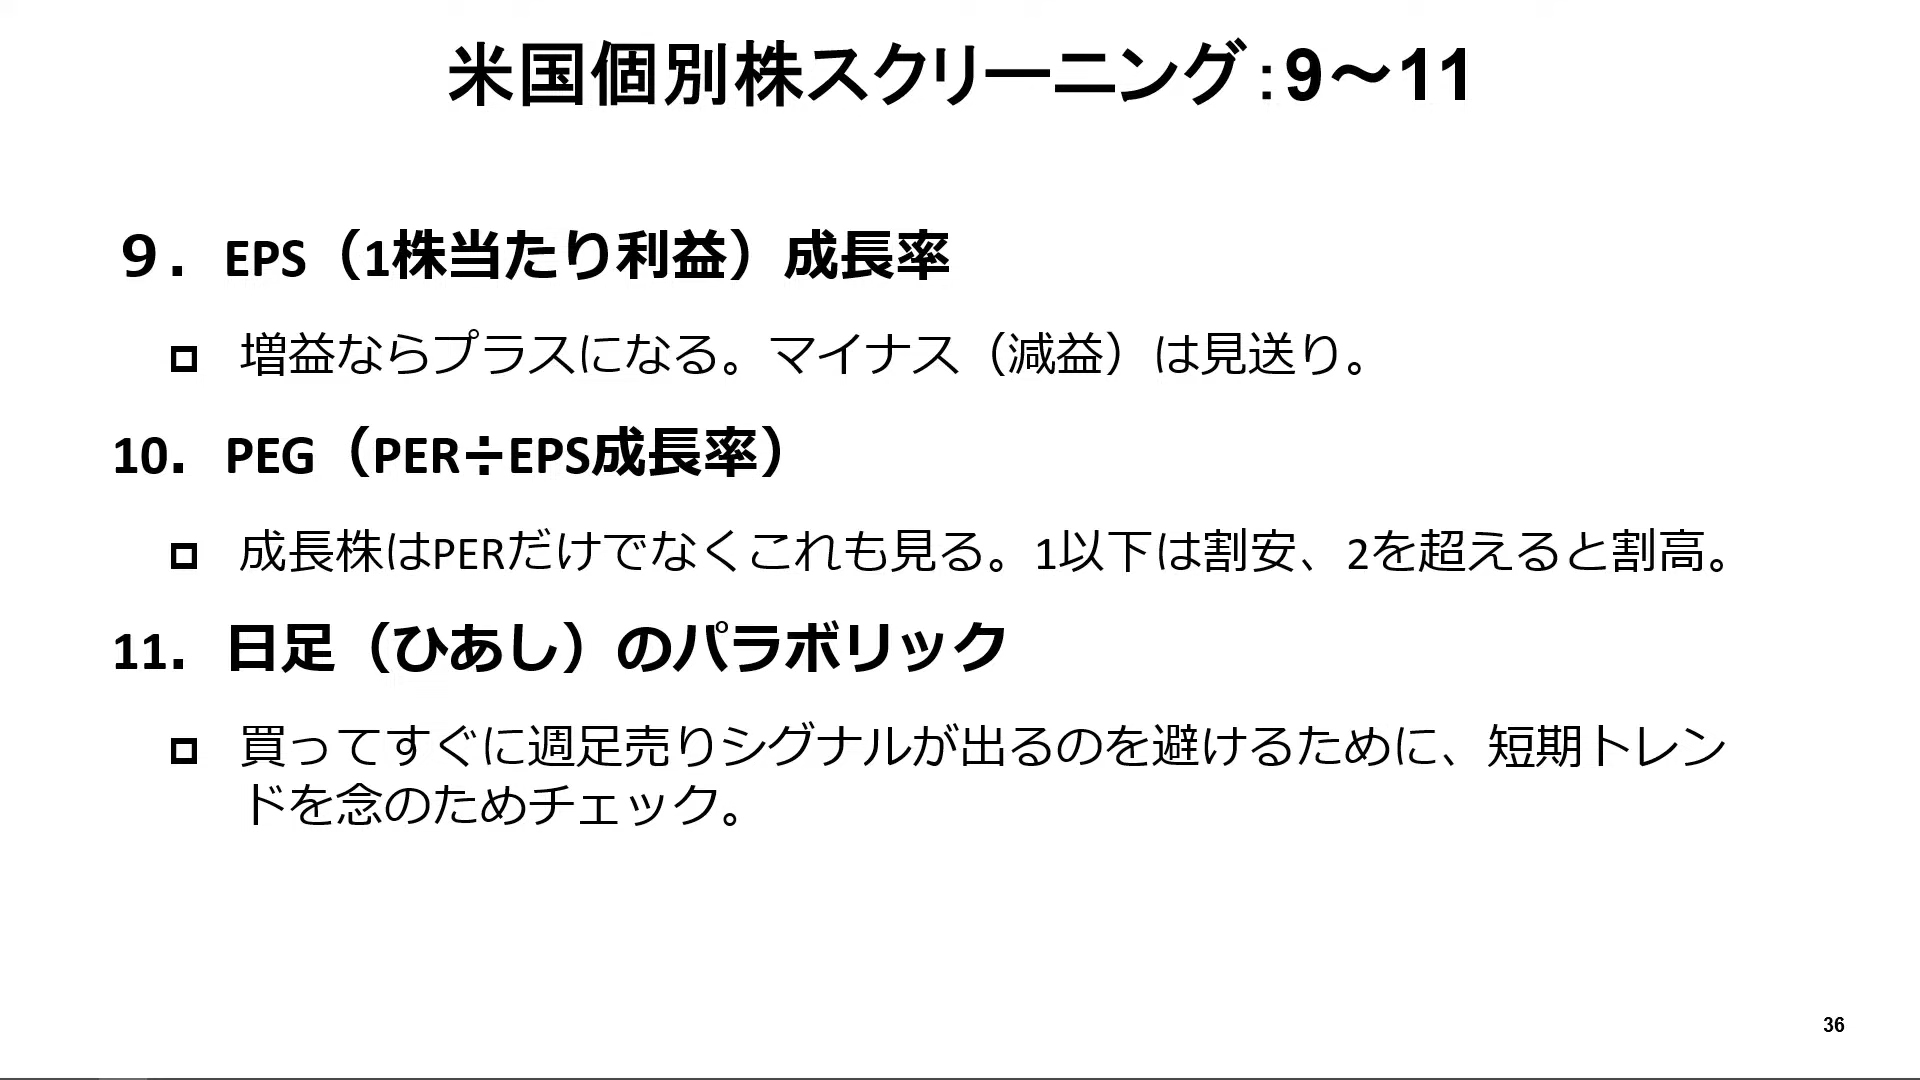 米国個別株スクリーニング：9～11
９．EPS（1株当たり利益）成長率
増益ならプラスになる。マイナス（減益）は見送り。
10．PEG（PER÷EPS成長率）
成長株はPERだけでなくこれも見る。1以下は割安、2を超えると割高。
11．日足（ひあし）のパラボリック
買ってすぐに週足売りシグナルが出るのを避けるために、短期トレン
ドを念のためチェック。
36